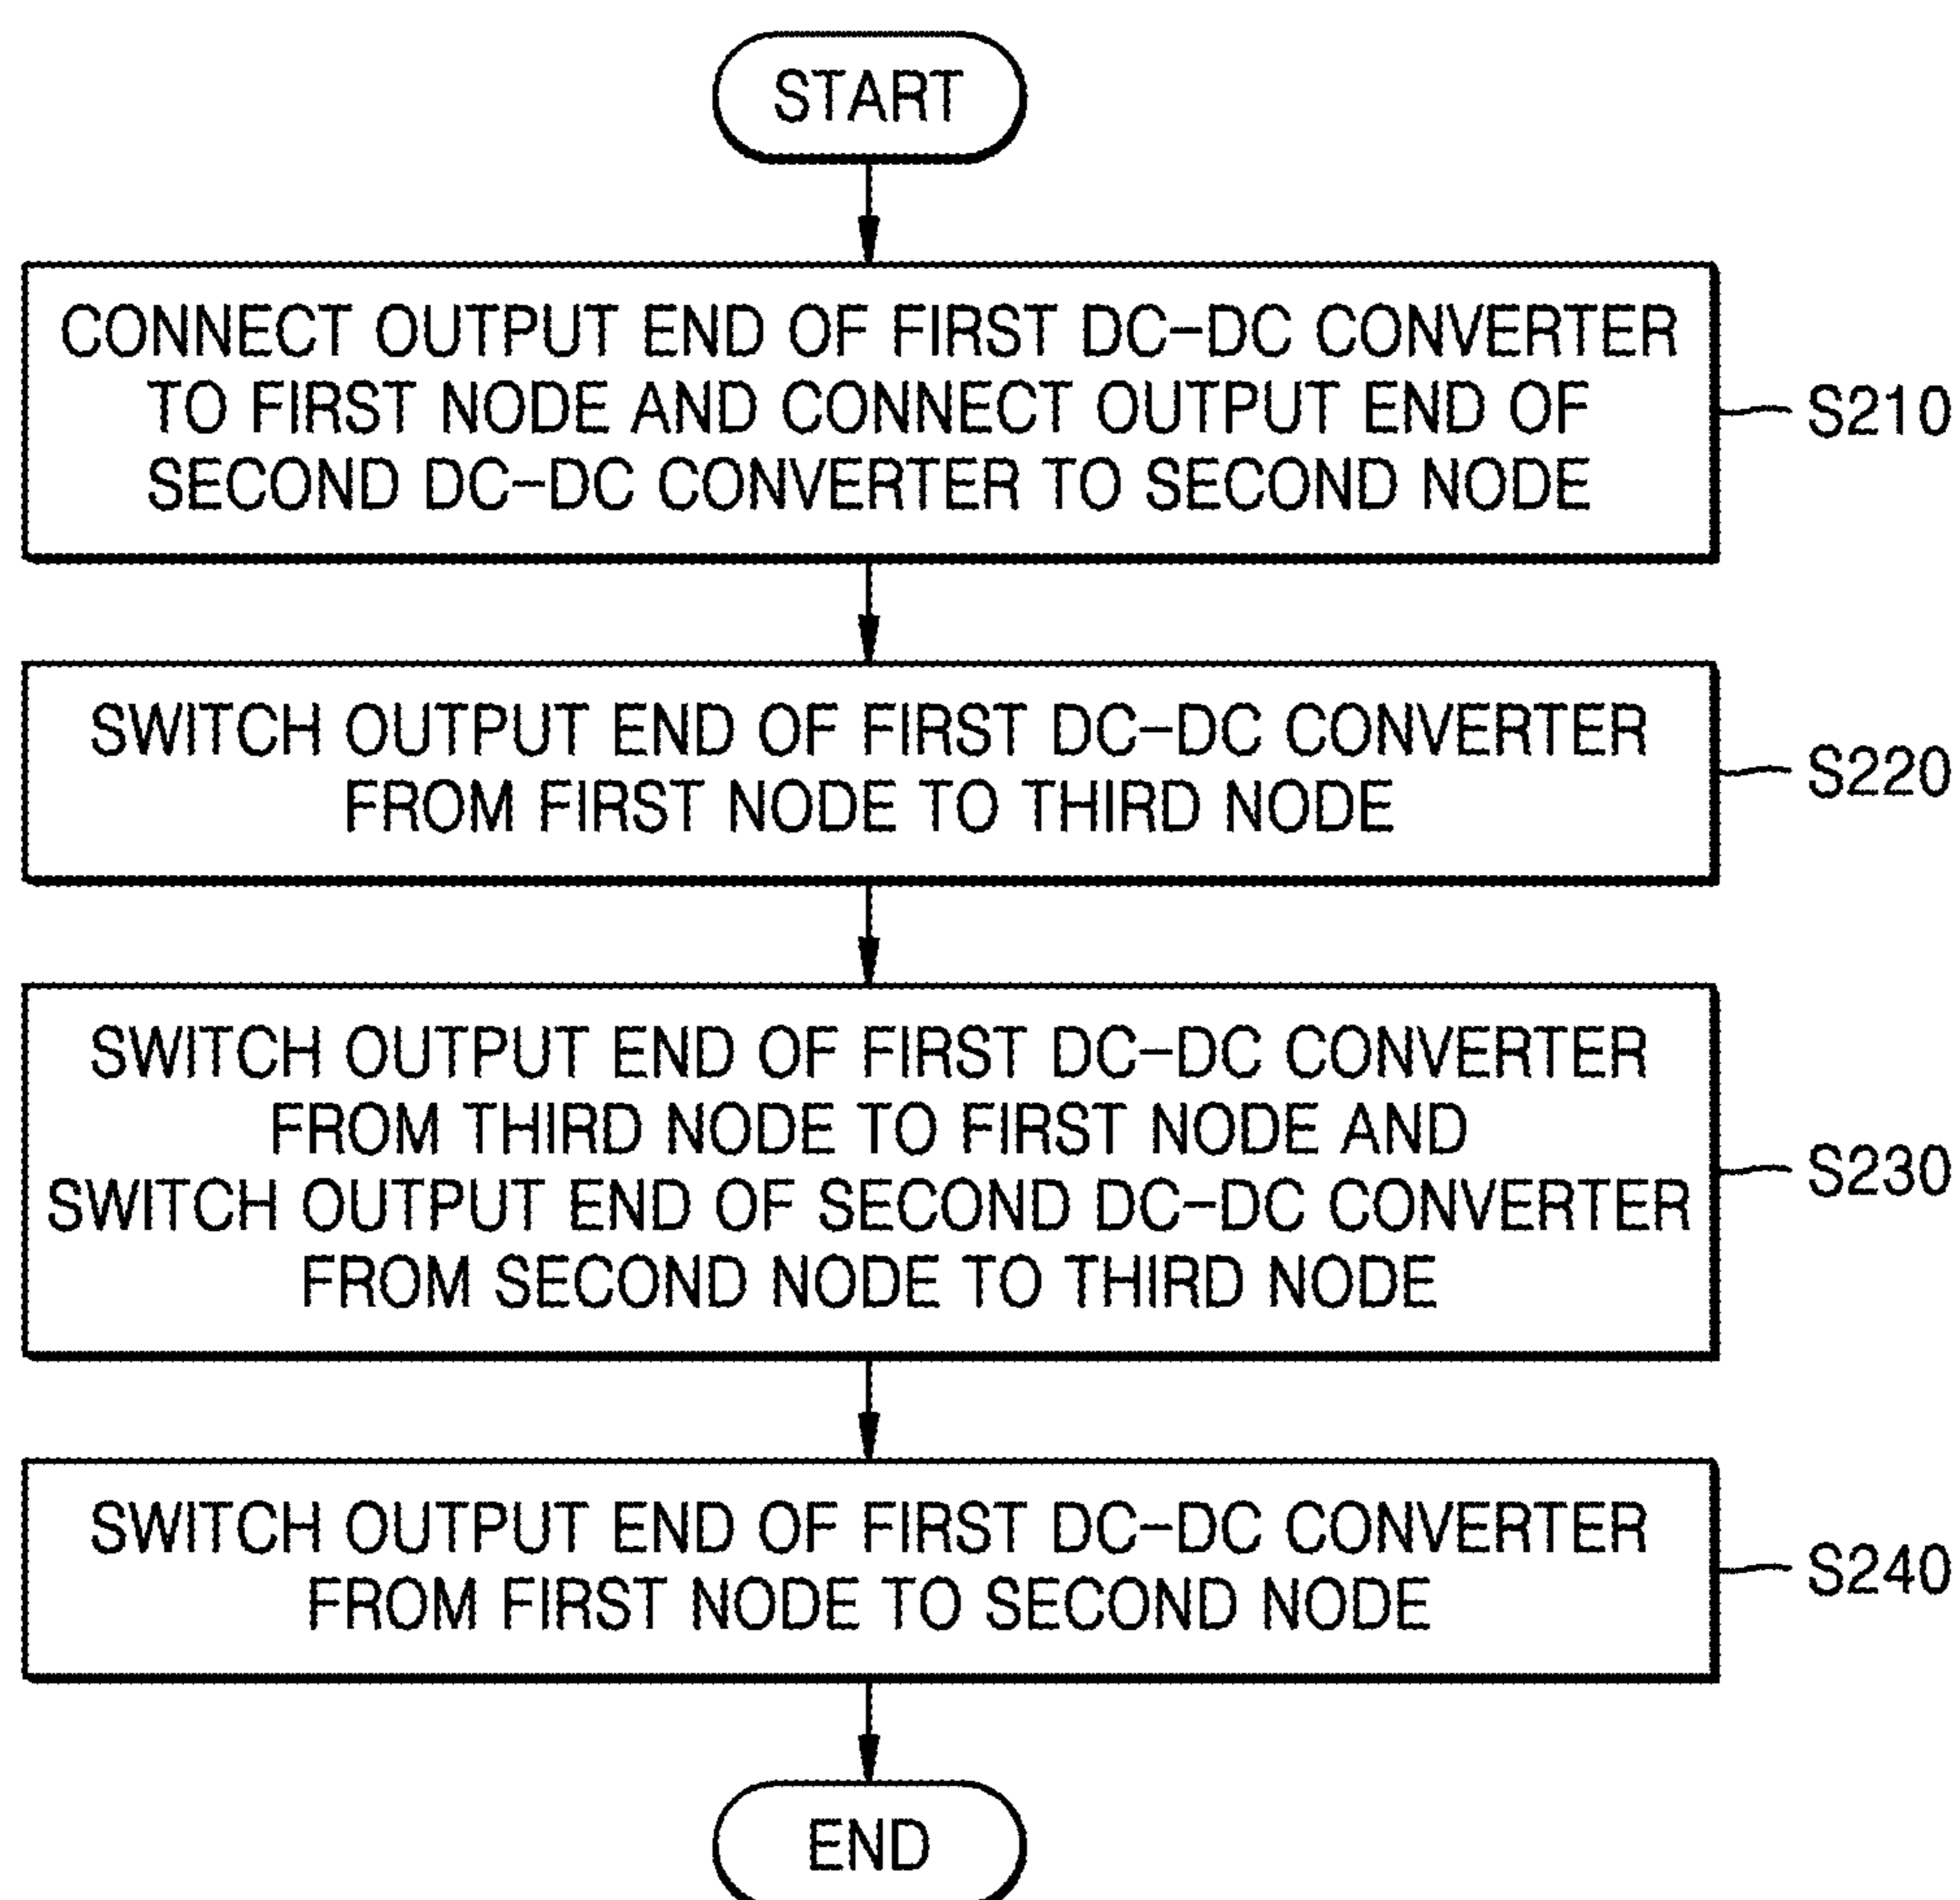 START
CONNECT OUTPUT END OF FIRST DC-DC CONVERTER
TO FIRST NODE AND CONNECT OUTPUT END OF
SECOND DC-DC CONVERTER TO SECOND NODE
S210
SWITCH OUTPUT END OF FIRST DC-DC CONVERTER
FROM FIRST NODE TO THIRD NODE
S220
SWITCH OUTPUT END OF FIRST DC-DC CONVERTER
FROM THIRD NODE TO FIRST NODE AND
SWITCH OUTPUT END OF SECOND DC-DC CONVERTER
FROM SECOND NODE TO THIRD NODE
S230
SWITCH OUTPUT END OF FIRST DC-DC CONVERTER
FROM FIRST NODE TO SECOND NODE
S240
END